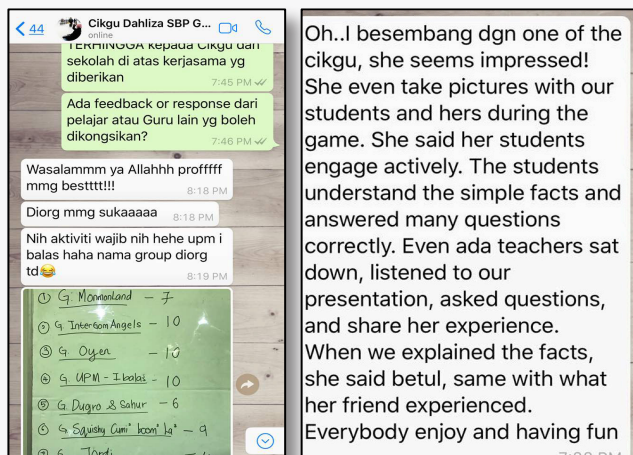 44
Cikgu Dahliza SBP G...
online
TERHINGGA kepada Cikgu dan
sekolah di atas kerjasama yg
diberikan
7:45 PM
Ada feedback or response dari
pelajar atau Guru lain yg boleh
dikongsikan?
7:46 PM
Wasalammm ya Allahhh profffff
mmg bestttt!!!
8:18 PM
Diorg mmg sukaaaaa
8:18 PM
Nih aktiviti wajib nih hehe upm i
balas haha nama group diorg
td😂
8:19 PM
① G. Monmonland - 7
② G. InterGom Angels - 10
③ G. Oyen - 10
④ G. UPM - I balas - 10
⑤ G. Dugro & Sahur - 6
⑥ G. Squishy Cumi² boom² la² - 9
Oh..I besembang dgn one of the
cikgu, she seems impressed!
She even take pictures with our
students and hers during the
game. She said her students
engage actively. The students
understand the simple facts and
answered many questions
correctly. Even ada teachers sat
down, listened to our
presentation, asked questions,
and share her experience.
When we explained the facts,
she said betul, same with what
her friend experienced.
Everybody enjoy and having fun